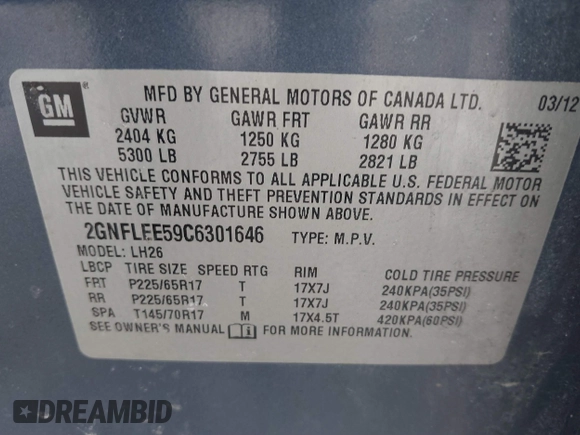 GM ®
MFD BY GENERAL MOTORS OF CANADA LTD. 03/12
GVWR GAWR FRT GAWR RR
2404 KG 1250 KG 1280 KG
5300 LB 2755 LB 2821 LB
THIS VEHICLE CONFORMS TO ALL APPLICABLE U.S. FEDERAL MOTOR
VEHICLE SAFETY AND THEFT PREVENTION STANDARDS IN EFFECT ON
THE DATE OF MANUFACTURE SHOWN ABOVE.
2GNFLEE59C6301646 TYPE: M.P.V.
MODEL: LH26
LBCP TIRE SIZE SPEED RTG RIM COLD TIRE PRESSURE
FRT P225/65R17 T 17X7J 240KPA(35PSI)
RR P225/65R17 T 17X7J 240KPA(35PSI)
SPA T145/70R17 M 17X4.5T 420KPA(60PSI)
SEE OWNER'S MANUAL FOR MORE INFORMATION.
DREAMBID